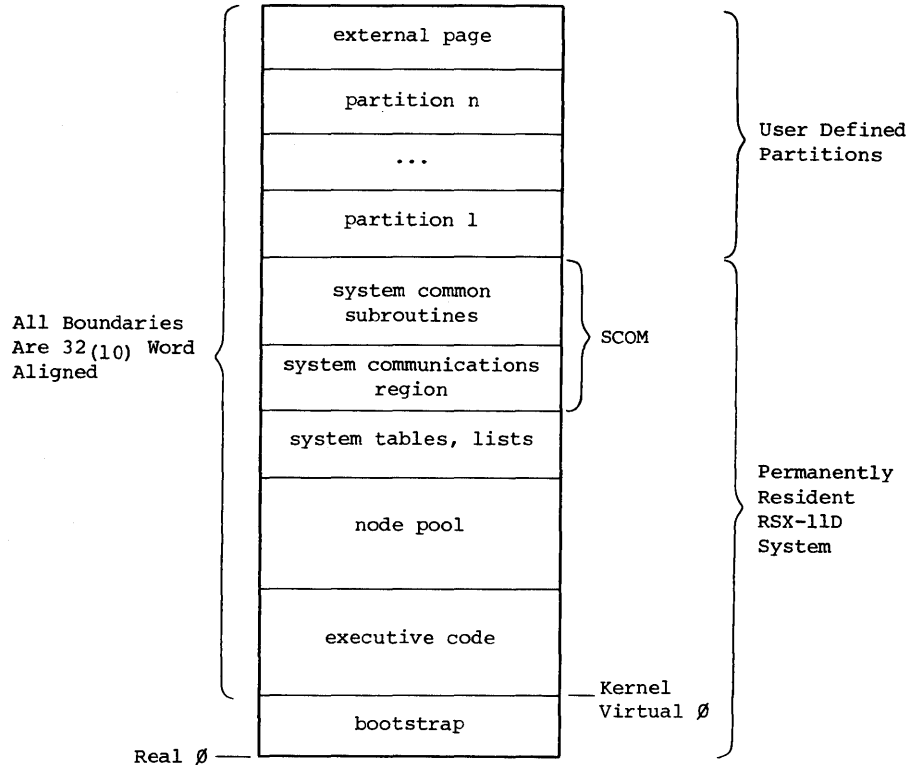 external page
partition n
...
partition 1
system common
subroutines
system communications
region
system tables, lists
node pool
executive code
bootstrap
All Boundaries
Are 32(10) Word
Aligned
Real Ø
SCOM
Kernel
Virtual Ø
User Defined
Partitions
Permanently
Resident
RSX-11D
System